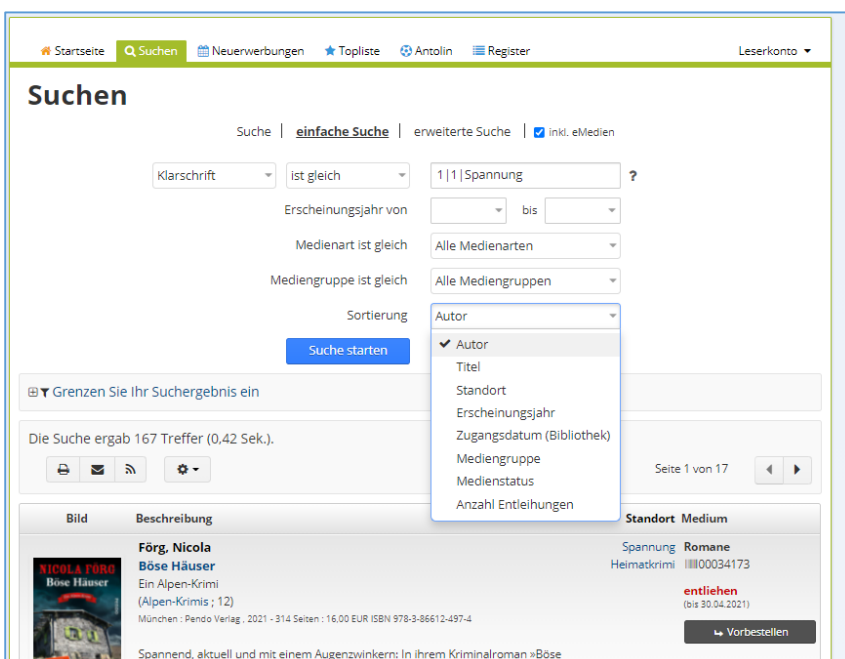 Startseite Suchen Neuerwerbungen Topliste Antolin Register Leserkonto
Suchen
Suche | einfache Suche | erweiterte Suche | inkl. eMedien
Klarschrift ist gleich 1|1|Spannung ?
Erscheinungsjahr von bis
Medienart ist gleich Alle Medienarten
Mediengruppe ist gleich Alle Mediengruppen
Sortierung Autor
Suche starten
Autor
Titel
Standort
Erscheinungsjahr
Zugangsdatum (Bibliothek)
Mediengruppe
Medienstatus
Anzahl Entleihungen
Grenzen Sie Ihr Suchergebnis ein
Die Suche ergab 167 Treffer (0,42 Sek.).
Seite 1 von 17
Bild Beschreibung Standort Medium
NICOLA FÖRG
Böse Häuser
Förg, Nicola
Böse Häuser
Ein Alpen-Krimi
(Alpen-Krimis ; 12)
München : Pendo Verlag , 2021 - 314 Seiten : 16,00 EUR ISBN 978-3-86612-497-4
Spannend, aktuell und mit einem Augenzwinkern: In ihrem Kriminalroman »Böse
Spannung Romane
Heimatkrimi 00034173
entliehen
(bis 30.04.2021)
Vorbestellen